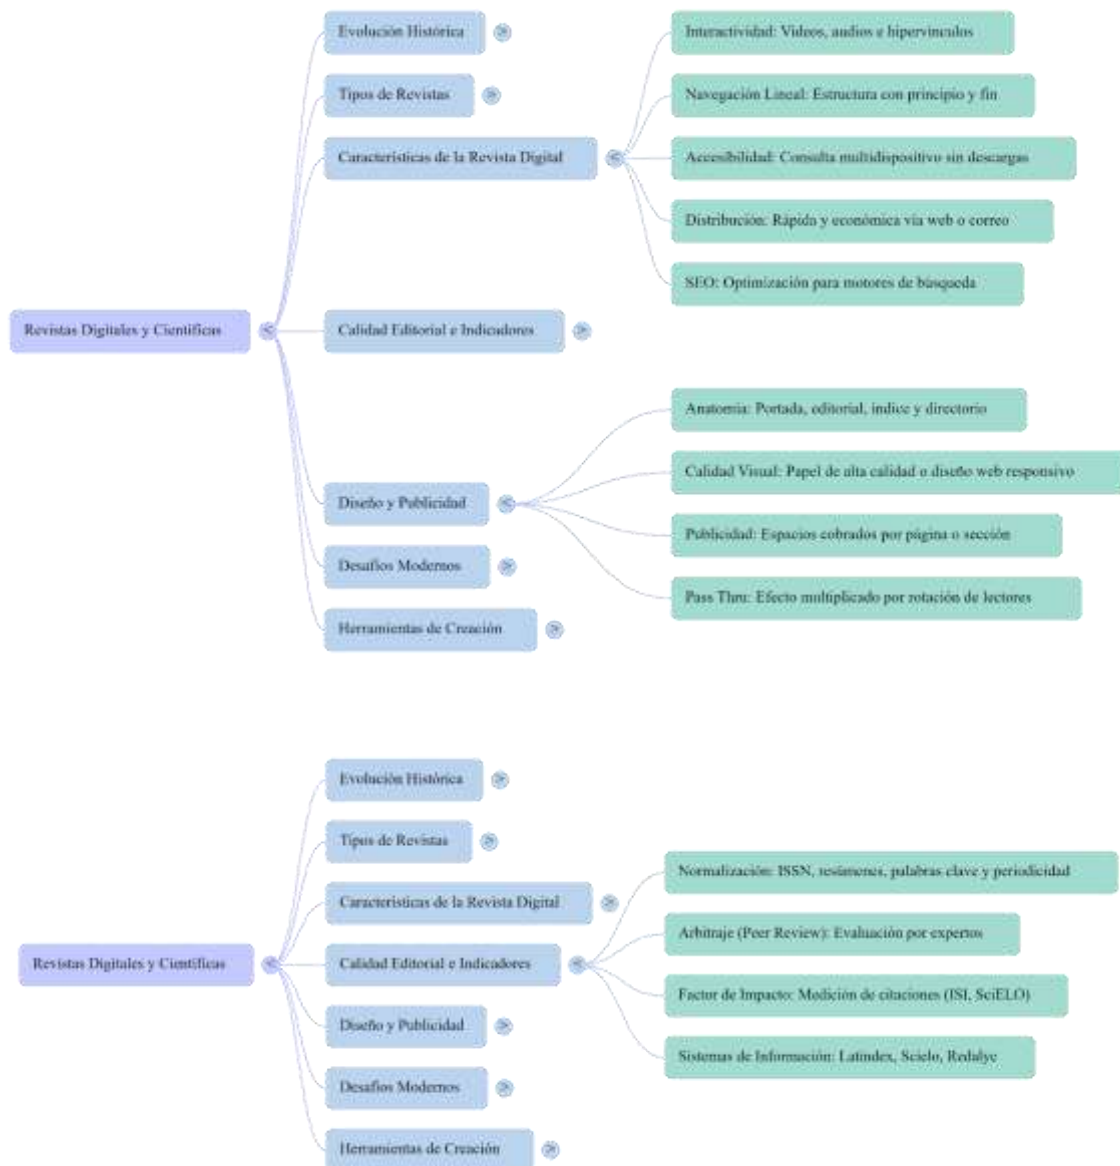 Evolución Histórica
Tipos de Revistas
Características de la Revista Digital
Interactividad: Videos, audios e hipervínculos
Navegación Lineal: Estructura con principio y fin
Accesibilidad: Consulta multidispositivo sin descargas
Distribución: Rápida y económica vía web o correo
SEO: Optimización para motores de búsqueda
Revistas Digitales y Científicas
Calidad Editorial e Indicadores
Diseño y Publicidad
Anatomía: Portada, editorial, índice y directorio
Calidad Visual: Papel de alta calidad o diseño web responsivo
Publicidad: Espacios cobrados por página o sección
Pass Thru: Efecto multiplicado por rotación de lectores
Desafíos Modernos
Herramientas de Creación
Evolución Histórica
Tipos de Revistas
Características de la Revista Digital
Revistas Digitales y Científicas
Calidad Editorial e Indicadores
Normalización: ISSN, resúmenes, palabras clave y periodicidad
Arbitraje (Peer Review): Evaluación por expertos
Factor de Impacto: Medición de citaciones (ISI, SciELO)
Sistemas de Información: Latindex, Scielo, Redalyc
Diseño y Publicidad
Desafíos Modernos
Herramientas de Creación